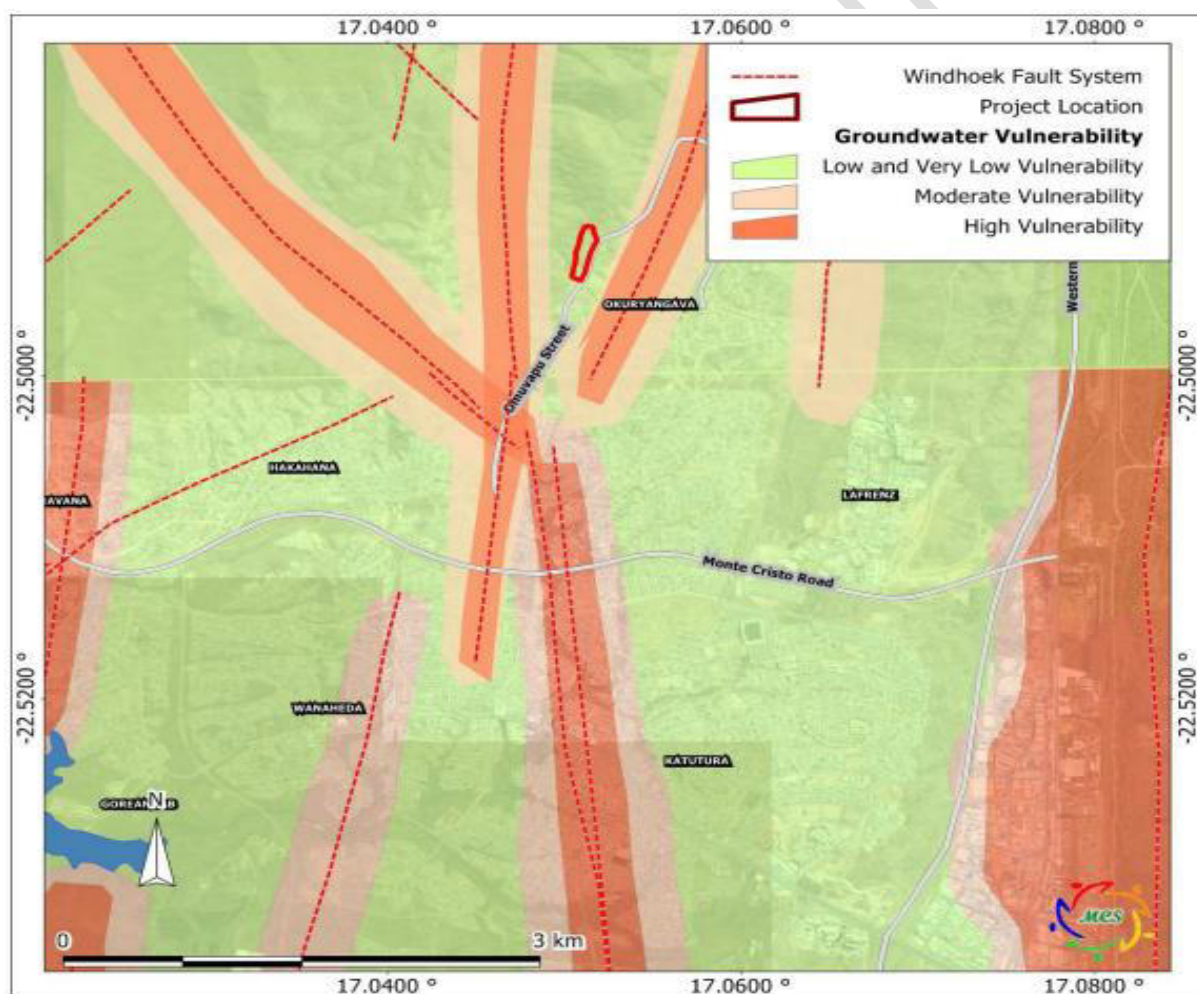 17.0400 °
17.0600 °
17.0800 °
Windhoek Fault System
Project Location
Groundwater Vulnerability
Low and Very Low Vulnerability
Moderate Vulnerability
High Vulnerability
OKURYANGAVA
Western
-22.5000 °
-22.5000 °
Omuvapu Street
HAKAHANA
LAFRENZ
AVANA
Monte Cristo Road
-22.5200 °
-22.5200 °
WANAHEDA
KATUTURA
N
0
3 km
MES
17.0400 °
17.0600 °
17.0800 °